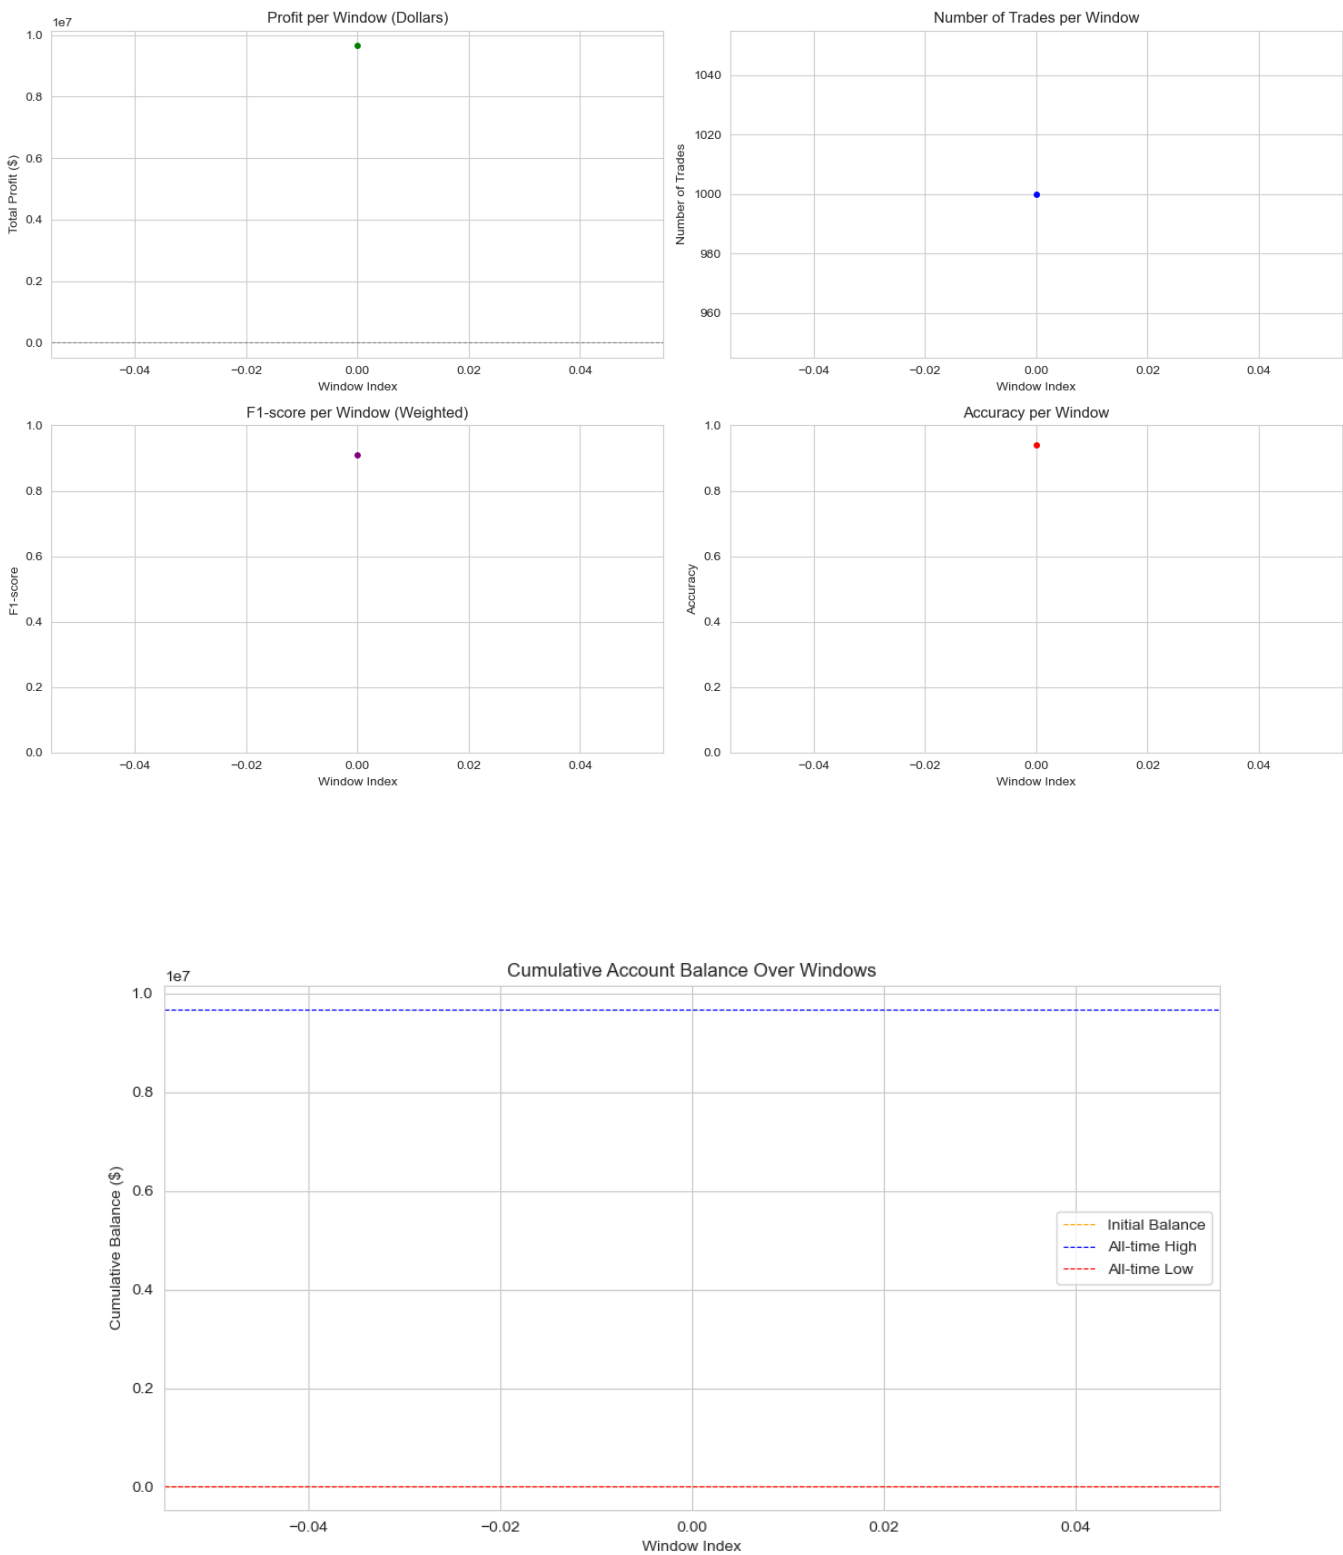 Profit per Window (Dollars)
1e7
1.0
0.8
0.6
0.4
0.2
0.0
Total Profit ($)
−0.04 −0.02 0.00 0.02 0.04
Window Index
Number of Trades per Window
1040
1020
1000
980
960
Number of Trades
−0.04 −0.02 0.00 0.02 0.04
Window Index
F1-score per Window (Weighted)
1.0
0.8
0.6
0.4
0.2
0.0
F1-score
−0.04 −0.02 0.00 0.02 0.04
Window Index
Accuracy per Window
1.0
0.8
0.6
0.4
0.2
0.0
Accuracy
−0.04 −0.02 0.00 0.02 0.04
Window Index
Cumulative Account Balance Over Windows
1e7
1.0
0.8
0.6
0.4
0.2
0.0
Cumulative Balance ($)
Initial Balance
All-time High
All-time Low
−0.04 −0.02 0.00 0.02 0.04
Window Index